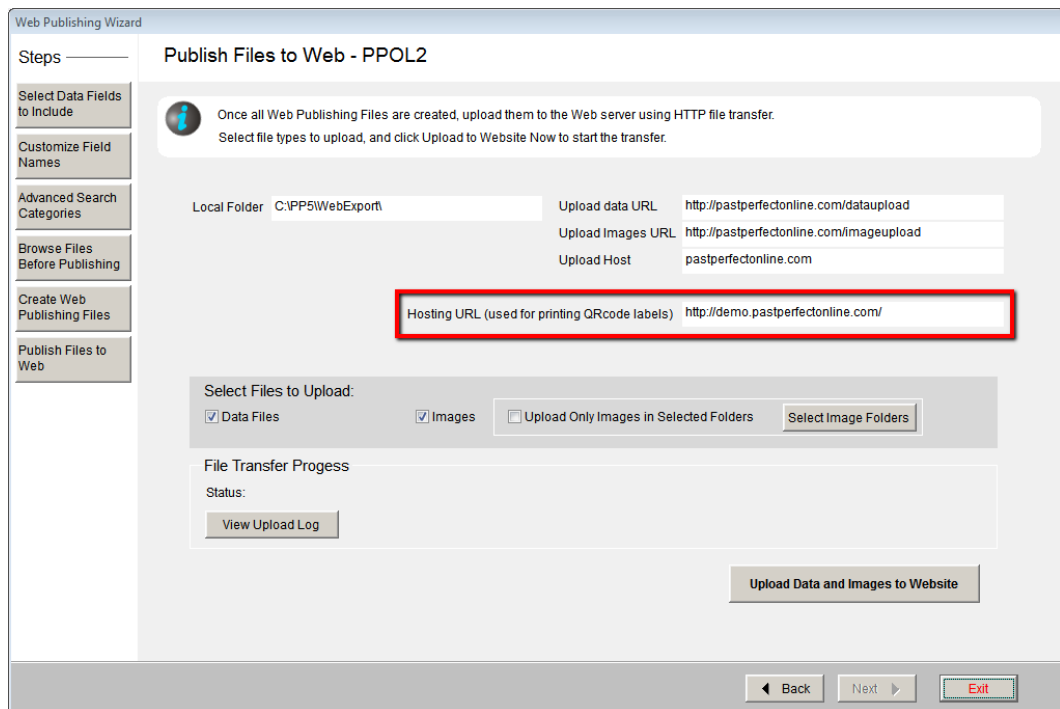 Web Publishing Wizard
Steps
Select Data Fields
to Include
Customize Field
Names
Advanced Search
Categories
Browse Files
Before Publishing
Create Web
Publishing Files
Publish Files to
Web
Publish Files to Web - PPOL2
Once all Web Publishing Files are created, upload them to the Web server using HTTP file transfer.
Select file types to upload, and click Upload to Website Now to start the transfer.
Local Folder C:\PP5\WebExport\
Upload data URL http://pastperfectonline.com/dataupload
Upload Images URL http://pastperfectonline.com/imageupload
Upload Host pastperfectonline.com
Hosting URL (used for printing QRcode labels) http://demo.pastperfectonline.com/
Select Files to Upload:
Data Files Images Upload Only Images in Selected Folders Select Image Folders
File Transfer Progess
Status:
View Upload Log
Upload Data and Images to Website
Back Next Exit